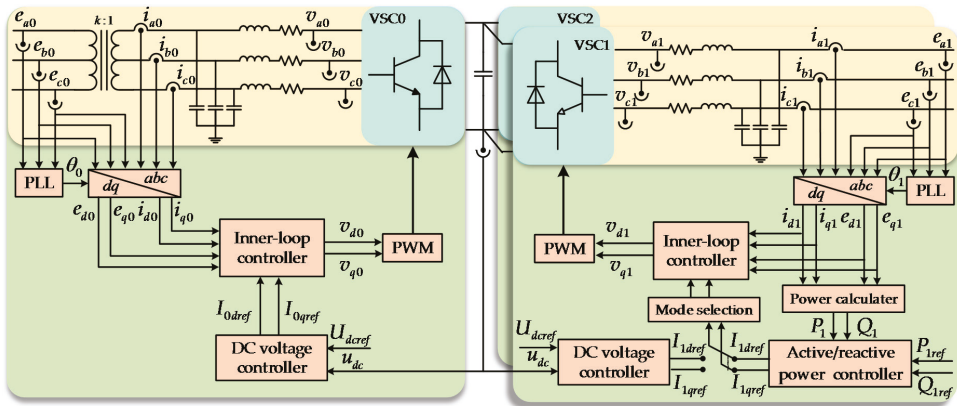 e_a0
k:1
i_a0
v_a0
VSC0
e_b0
i_b0
v_b0
e_c0
i_c0
v_c0
PLL
θ_0
dq
abc
e_d0
e_q0
i_d0
i_q0
Inner-loop
controller
v_d0
v_q0
PWM
I_0dref
I_0qref
DC voltage
controller
U_dcref
u_dc
VSC2
VSC1
v_a1
i_a1
e_a1
v_b1
i_b1
e_b1
v_c1
i_c1
e_c1
dq
abc
θ_1
PLL
i_d1
i_q1
e_d1
e_q1
PWM
v_d1
v_q1
Inner-loop
controller
Mode selection
Power calculater
P_1
Q_1
U_dcref
u_dc
DC voltage
controller
I_1dref
I_1qref
I_1dref
I_1qref
Active/reactive
power controller
P_1ref
Q_1ref